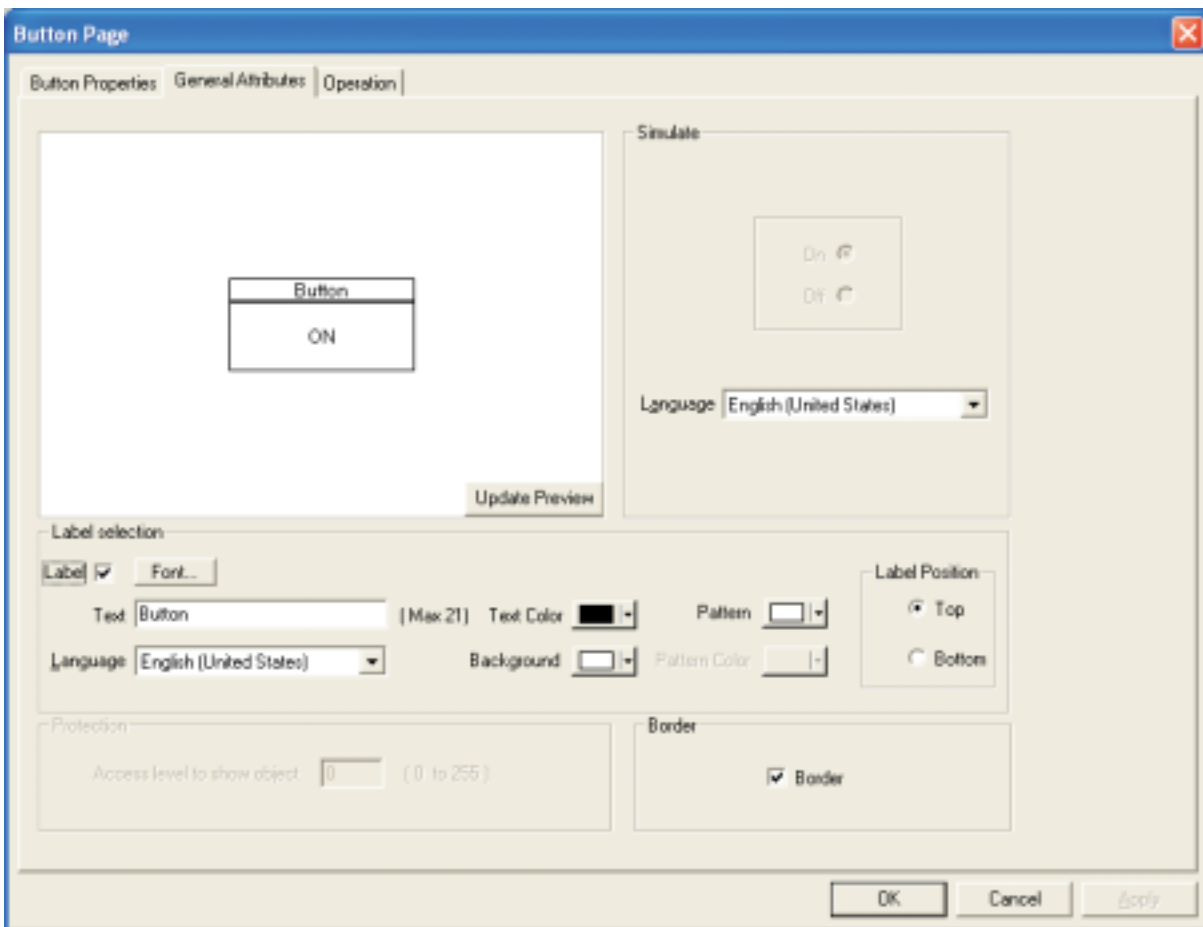 Button Page
Button Properties General Attributes Operation
Simulate
On
Off
Button
ON
Language English (United States)
Update Preview
Label selection
Label Font...
Label Position
Text Button (Max 21) Text Color Pattern Top
Language English (United States) Background Pattern Color Bottom
Protection
Border
Access level to show object 0 ( 0 to 255 )
Border
OK Cancel Apply